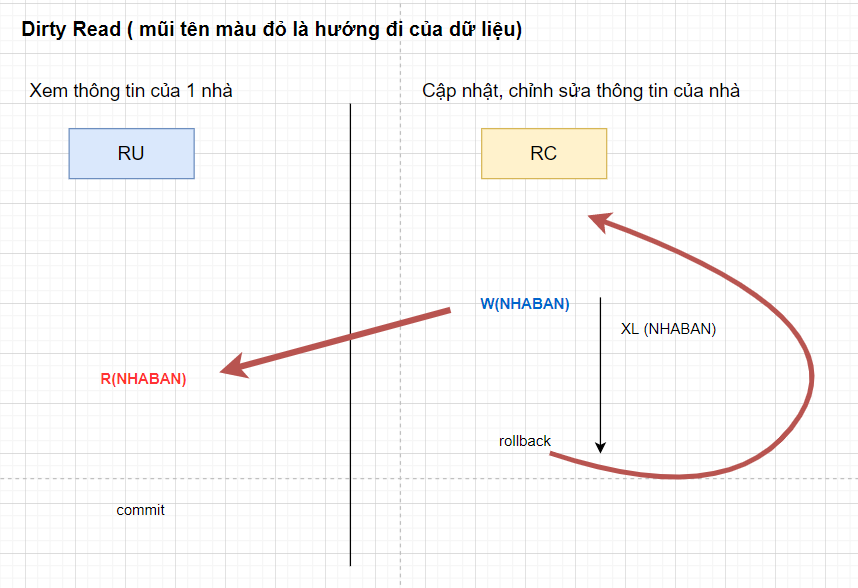 Dirty Read ( mũi tên màu đỏ là hướng đi của dữ liệu)
Xem thông tin của 1 nhà
Cập nhật, chỉnh sửa thông tin của nhà
RU
RC
W(NHABAN)
XL (NHABAN)
R(NHABAN)
rollback
commit